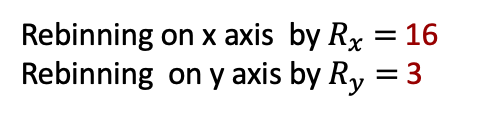 Rebinning on x axis by Rx = 16
Rebinning on y axis by Ry = 3